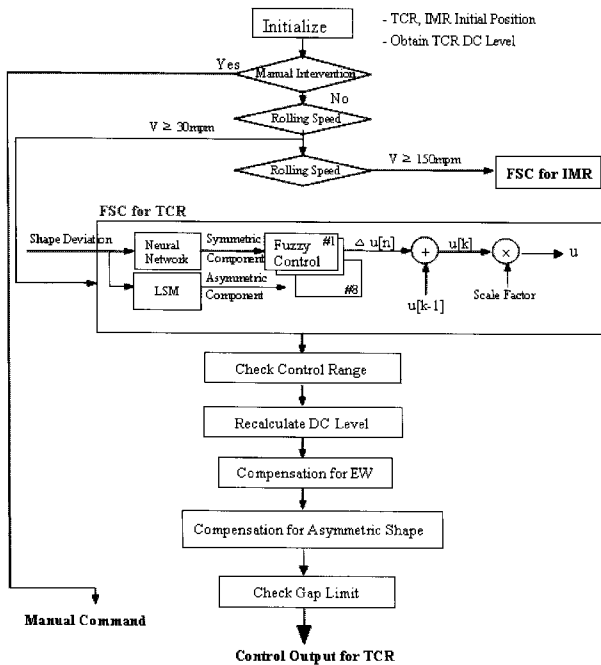 Initialize
- TCR, IMR Initial Position
- Obtain TCR DC Level
Yes
Manual Intervention
No
Rolling Speed
V ≥ 30mpm
Rolling Speed
V ≥ 150mpm
FSC for IMR
FSC for TCR
Shape Deviation
Neural
Network
Symmetric
Component
Fuzzy
Control
#1
Δ u[n]
+
u[k]
×
u
LSM
Asymetric
Component
#8
u[k-1]
Scale Factor
Check Control Range
Recalculate DC Level
Compensation for EW
Compensation for Asymmetric Shape
Check Gap Limit
Manual Command
Control Output for TCR